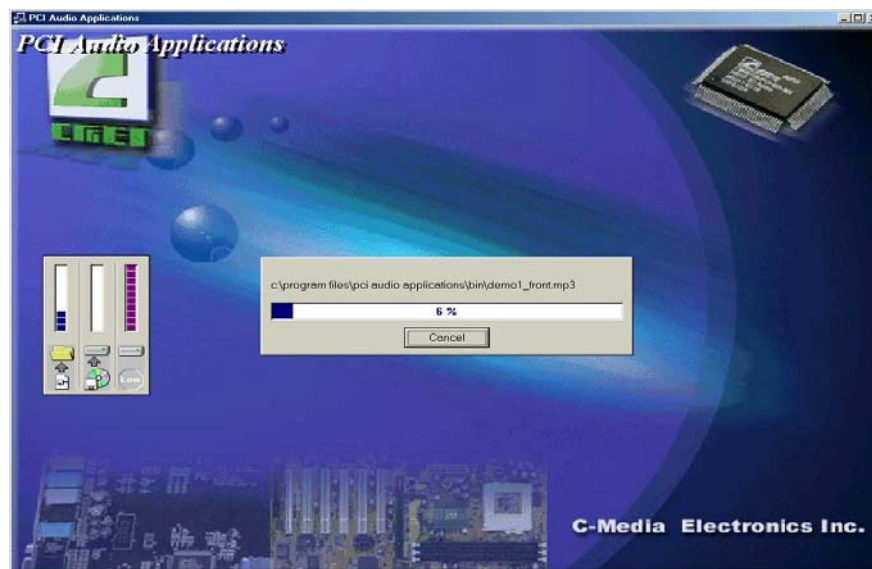 PCI Audio Applications
PCI Audio Applications
c:\program files\pci audio applications\bin\demo1_front.mp3
6 %
Cancel
Low
C-Media Electronics Inc.